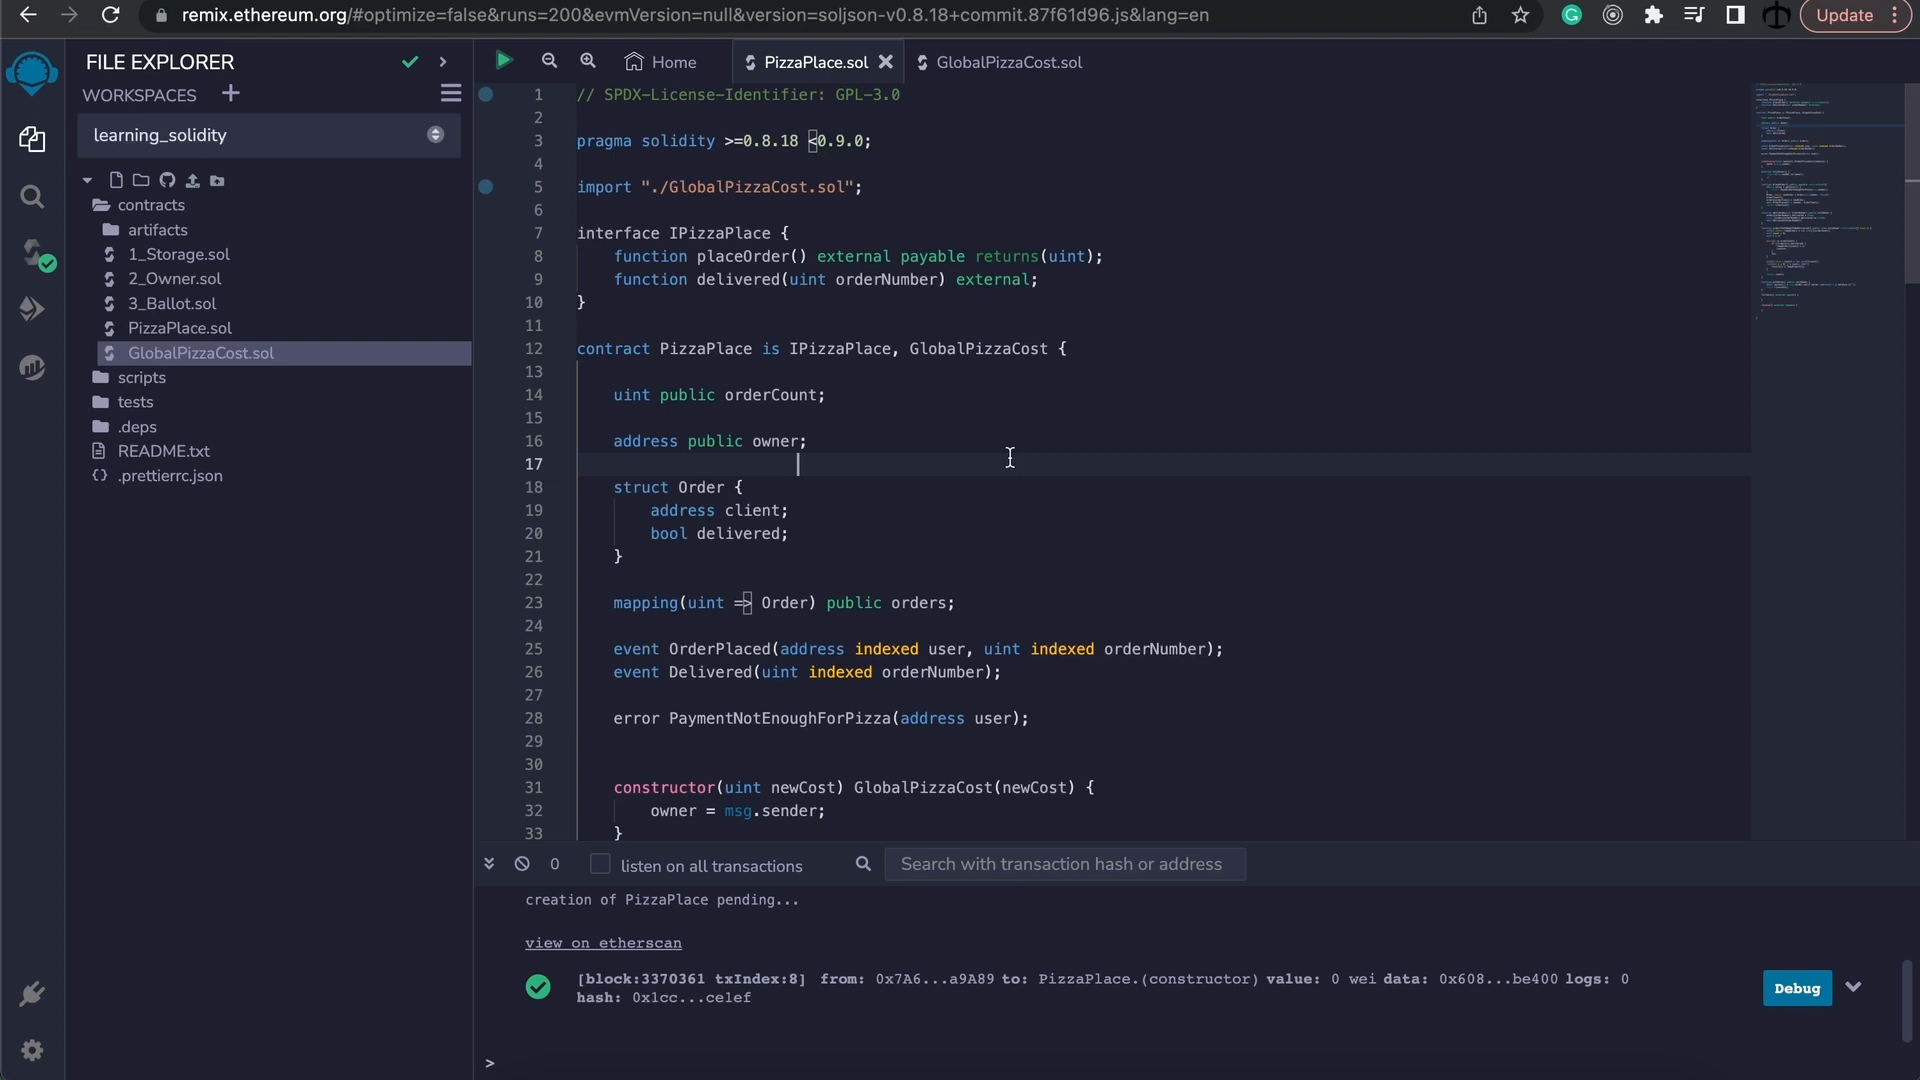 remix.ethereum.org/#optimize=false&runs=200&evmVersion=null&version=soljson-v0.8.18+commit.87f61d96.js&lang=en
Update
FILE EXPLORER
WORKSPACES
learning_solidity
contracts
artifacts
1_Storage.sol
2_Owner.sol
3_Ballot.sol
PizzaPlace.sol
GlobalPizzaCost.sol
scripts
tests
.deps
README.txt
.prettierrc.json
Home
PizzaPlace.sol
GlobalPizzaCost.sol
1 // SPDX-License-Identifier: GPL-3.0
2
3 pragma solidity >=0.8.18 <0.9.0;
4
5 import "./GlobalPizzaCost.sol";
6
7 interface IPizzaPlace {
8 function placeOrder() external payable returns(uint);
9 function delivered(uint orderNumber) external;
10 }
11
12 contract PizzaPlace is IPizzaPlace, GlobalPizzaCost {
13
14 uint public orderCount;
15
16 address public owner;
17
18 struct Order {
19 address client;
20 bool delivered;
21 }
22
23 mapping(uint => Order) public orders;
24
25 event OrderPlaced(address indexed user, uint indexed orderNumber);
26 event Delivered(uint indexed orderNumber);
27
28 error PaymentNotEnoughForPizza(address user);
29
30
31 constructor(uint newCost) GlobalPizzaCost(newCost) {
32 owner = msg.sender;
33 }
0
listen on all transactions
Search with transaction hash or address
creation of PizzaPlace pending...
view on etherscan
[block:3370361 txIndex:8] from: 0x7A6...a9A89 to: PizzaPlace.(constructor) value: 0 wei data: 0x608...be400 logs: 0
hash: 0x1cc...ce1ef
Debug
>